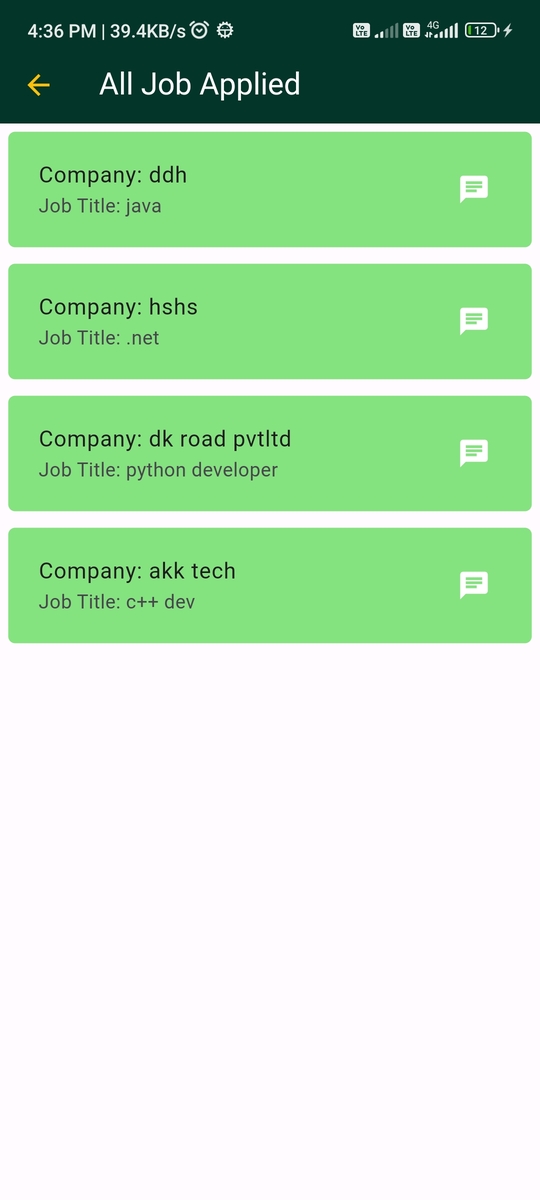 4:36 PM | 39.4KB/s Vo LTE Vo LTE 4G 12
All Job Applied
Company: ddh
Job Title: java
Company: hshs
Job Title: .net
Company: dk road pvtltd
Job Title: python developer
Company: akk tech
Job Title: c++ dev